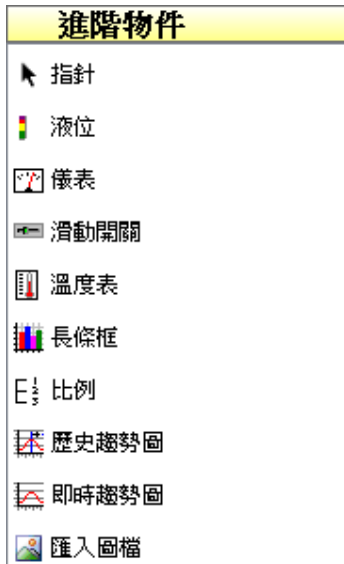 進階物件
指針
液位
儀表
滑動開關
溫度表
長條框
比例
歷史趨勢圖
即時趨勢圖
匯入圖檔